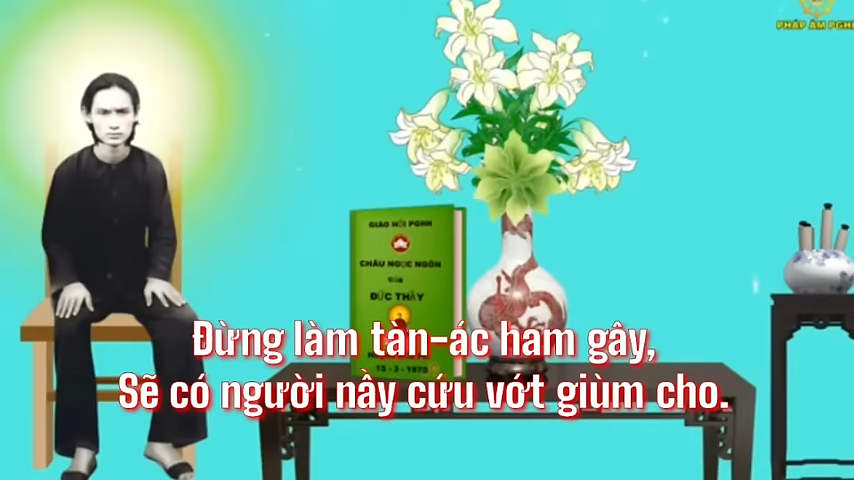 PHÁP ÂM PGHH
GIÁO HỘI PGHH
CHÂU NGỌC NGÔN
của
ĐỨC THẦY
Đừng làm tàn-ác ham gây,
15-3-1970
Sẽ có người nầy cứu vớt giùm cho.